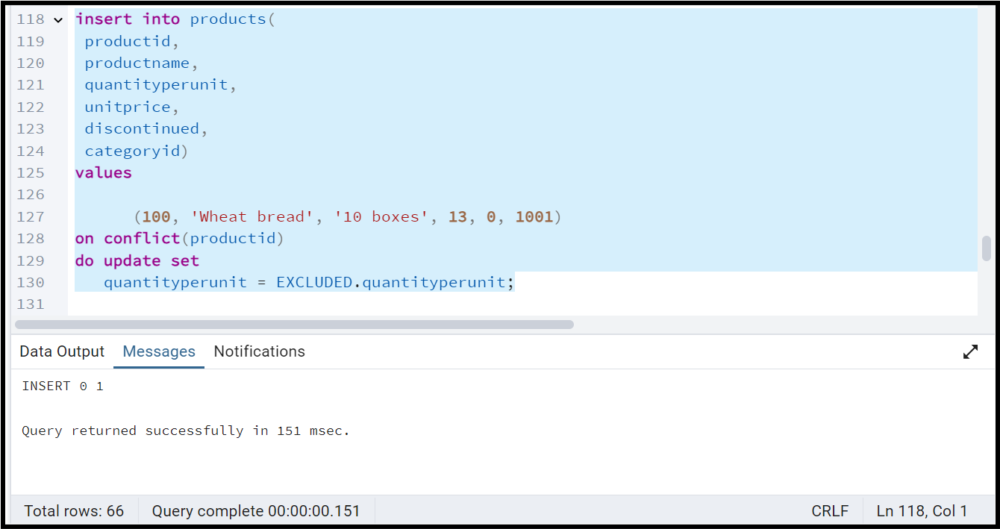 118 insert into products(
119 productid,
120 productname,
121 quantityperunit,
122 unitprice,
123 discontinued,
124 categoryid)
125 values
126
127 (100, 'Wheat bread', '10 boxes', 13, 0, 1001)
128 on conflict(productid)
129 do update set
130 quantityperunit = EXCLUDED.quantityperunit;
131
Data Output Messages Notifications
INSERT 0 1
Query returned successfully in 151 msec.
Total rows: 66 Query complete 00:00:00.151 CRLF Ln 118, Col 1